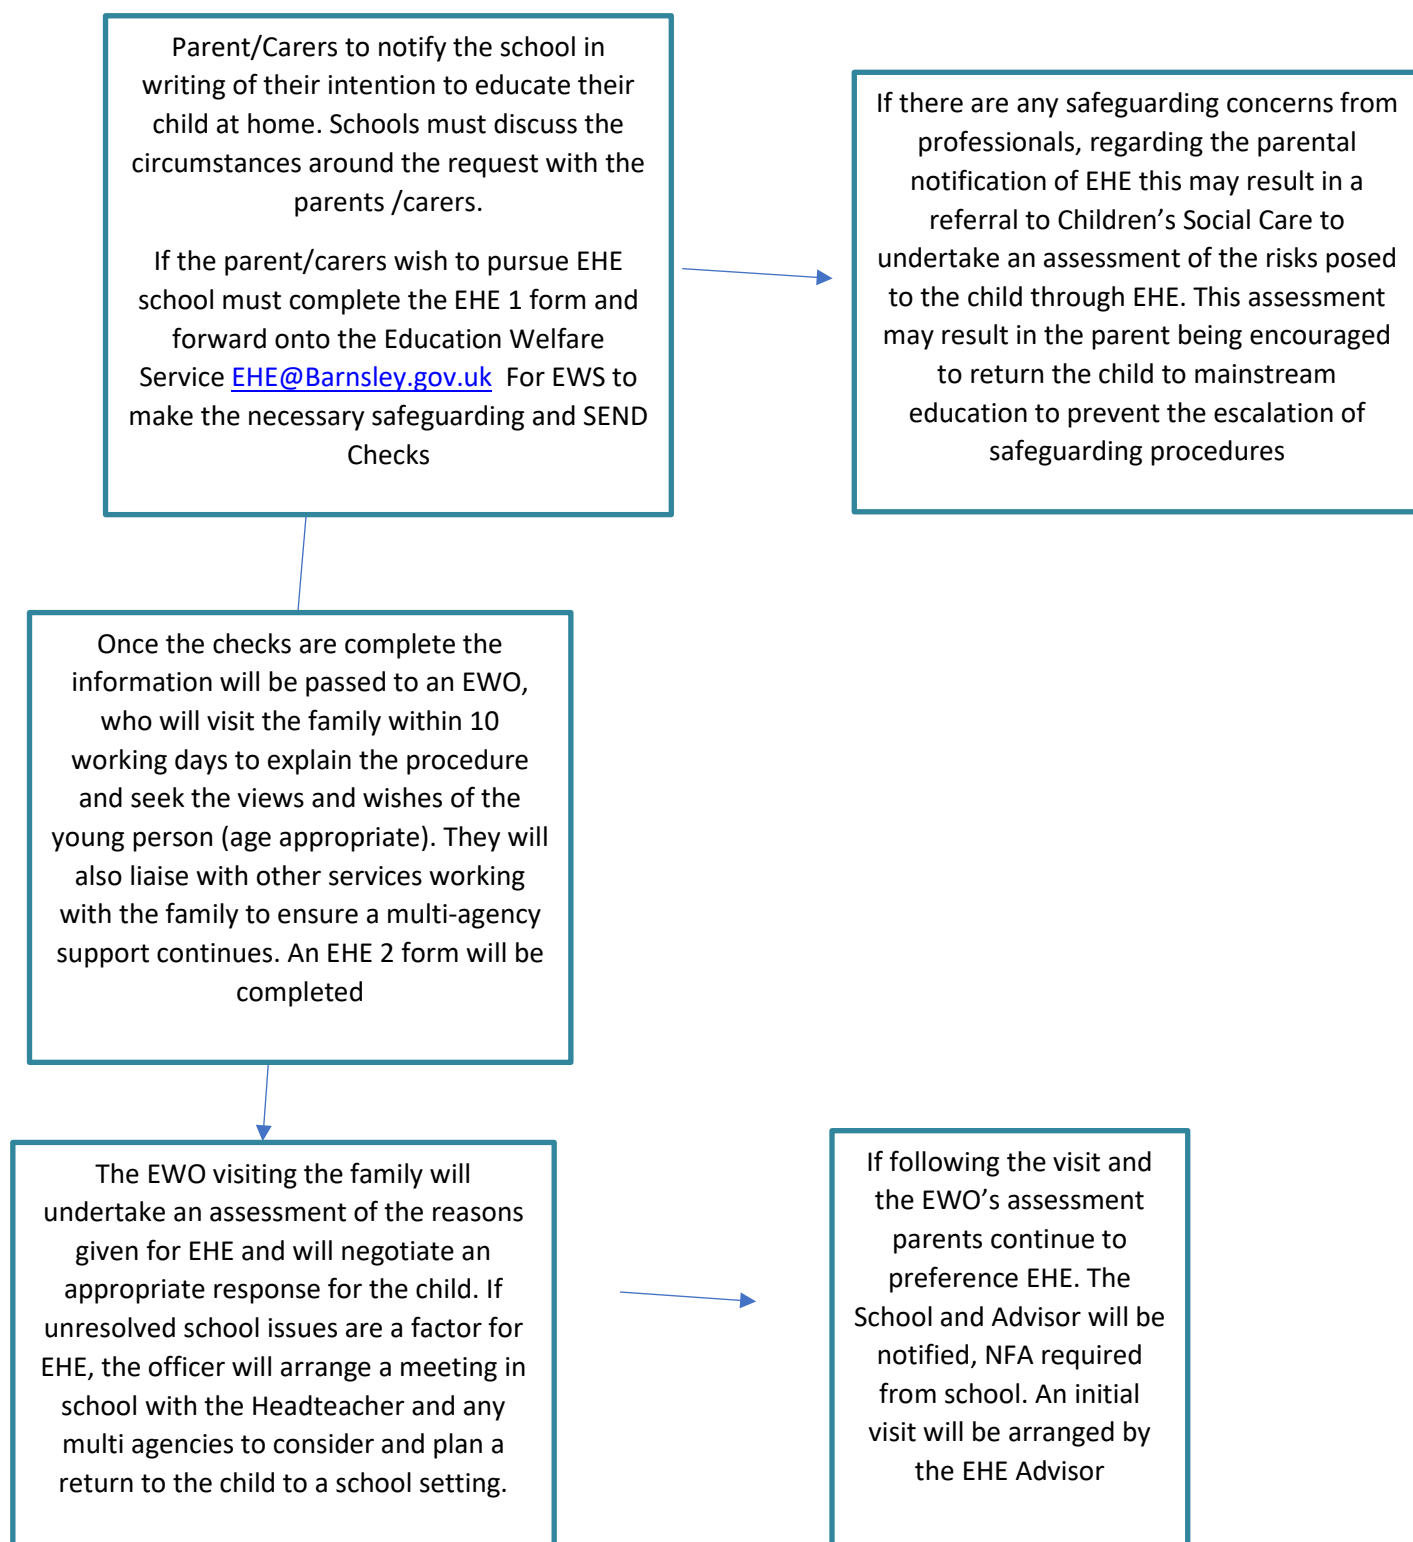 Parent/Carers to notify the school in
writing of their intention to educate their
child at home. Schools must discuss the
circumstances around the request with the
parents /carers.
If the parent/carers wish to pursue EHE
school must complete the EHE 1 form and
forward onto the Education Welfare
Service EHE@Barnsley.gov.uk  For EWS to
make the necessary safeguarding and SEND
Checks
If there are any safeguarding concerns from
professionals, regarding the parental
notification of EHE this may result in a
referral to Children’s Social Care to
undertake an assessment of the risks posed
to the child through EHE. This assessment
may result in the parent being encouraged
to return the child to mainstream
education to prevent the escalation of
safeguarding procedures
Once the checks are complete the
information will be passed to an EWO,
who will visit the family within 10
working days to explain the procedure
and seek the views and wishes of the
young person (age appropriate). They will
also liaise with other services working
with the family to ensure a multi-agency
support continues. An EHE 2 form will be
completed
The EWO visiting the family will
undertake an assessment of the reasons
given for EHE and will negotiate an
appropriate response for the child. If
unresolved school issues are a factor for
EHE, the officer will arrange a meeting in
school with the Headteacher and any
multi agencies to consider and plan a
return to the child to a school setting.
If following the visit and
the EWO’s assessment
parents continue to
preference EHE. The
School and Advisor will be
notified, NFA required
from school. An initial
visit will be arranged by
the EHE Advisor